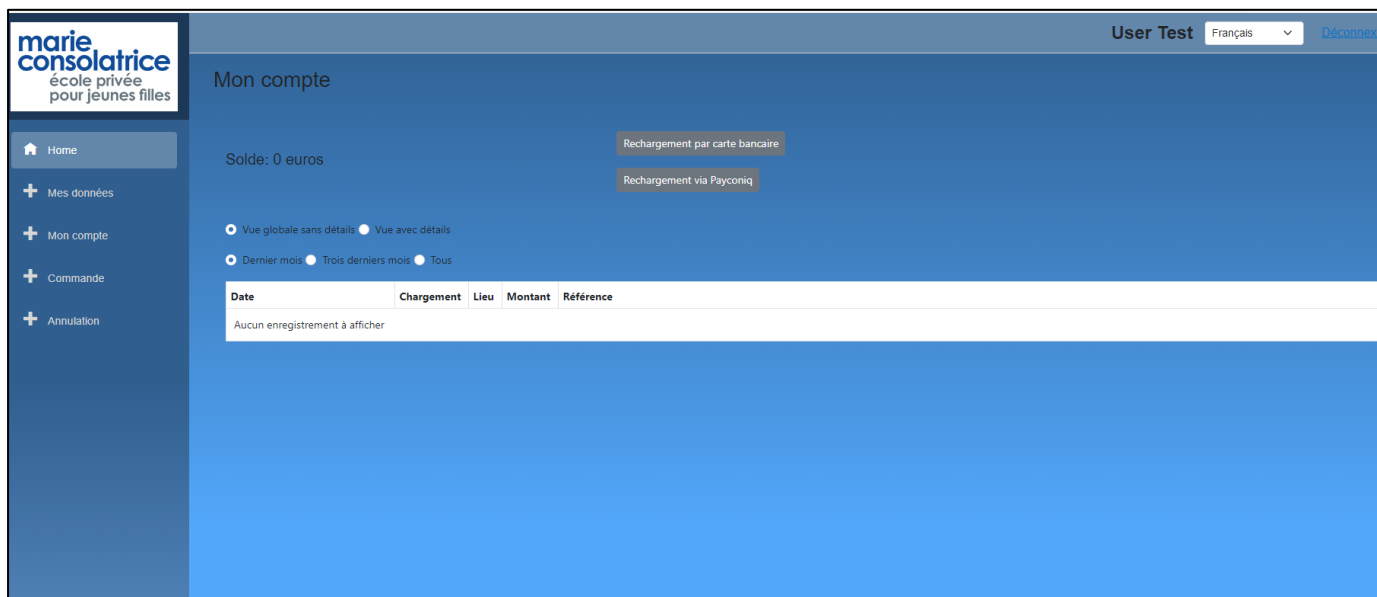 marie
consolatrice
école privée
pour jeunes filles
User Test
Français
Mon compte
Home
Mes données
Mon compte
Commande
Annulation
Solde: 0 euros
Rechargement par carte bancaire
Rechargement via Payconiq
Vue globale sans détails Vue avec détails
Dernier mois Trois derniers mois Tous
Date Chargement Lieu Montant Référence
Aucun enregistrement à afficher